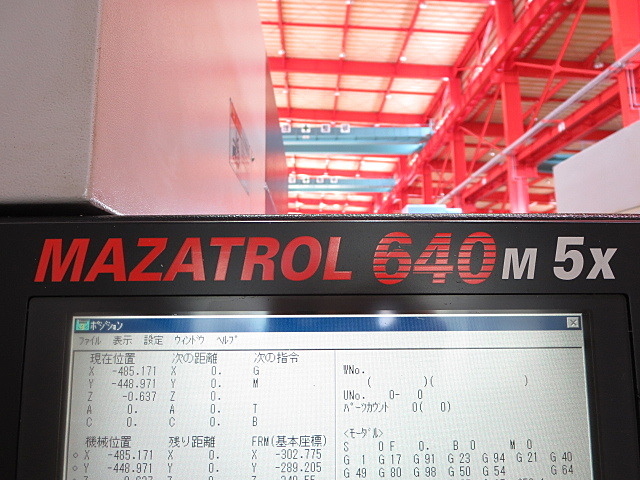 MAZATROL 640 M 5X
ポジション
ファイル 表示 設定 ウィンドウ ヘルプ
現在位置 次の距離 次の指令
X -485.171 X 0. G
Y -448.971 Y 0. M
Z -0.637 Z 0.
A 0. A 0. T
C 0. C 0. B
WNo.
( )( )
UNo. 0- 0
パーツカウント 0( 0)
機械位置 残り距離 FRM(基本座標)
X -485.171 X 0. X -302.775
Y -448.971 Y 0. Y -289.205
<モーダル>
S 0 F 0. B 0 M 0
G 1 G 17 G 91 G 23 G 94 G 21 G 40
G 49 G 80 G 98 G 50 G 54 G 64